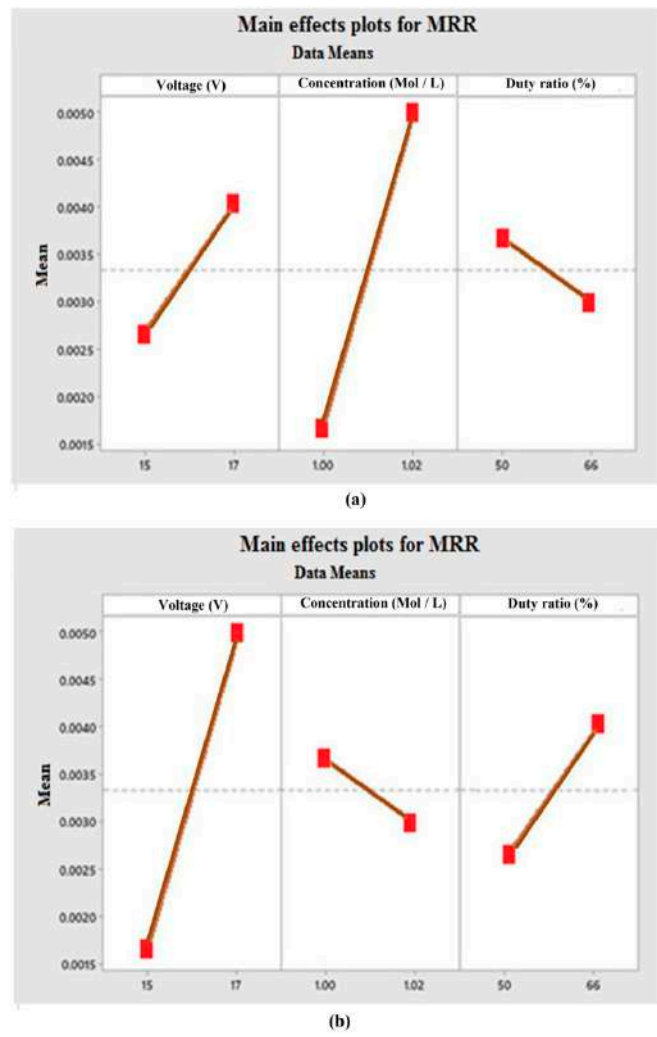 Main effects plots for MRR
Data Means
Voltage (V) Concentration (Mol / L) Duty ratio (%)
Mean
0.0050
0.0045
0.0040
0.0035
0.0030
0.0025
0.0020
0.0015
15 17 1.00 1.02 50 66
(a)
Main effects plots for MRR
Data Means
Voltage (V) Concentration (Mol / L) Duty ratio (%)
Mean
0.0050
0.0045
0.0040
0.0035
0.0030
0.0025
0.0020
0.0015
15 17 1.00 1.02 50 66
(b)